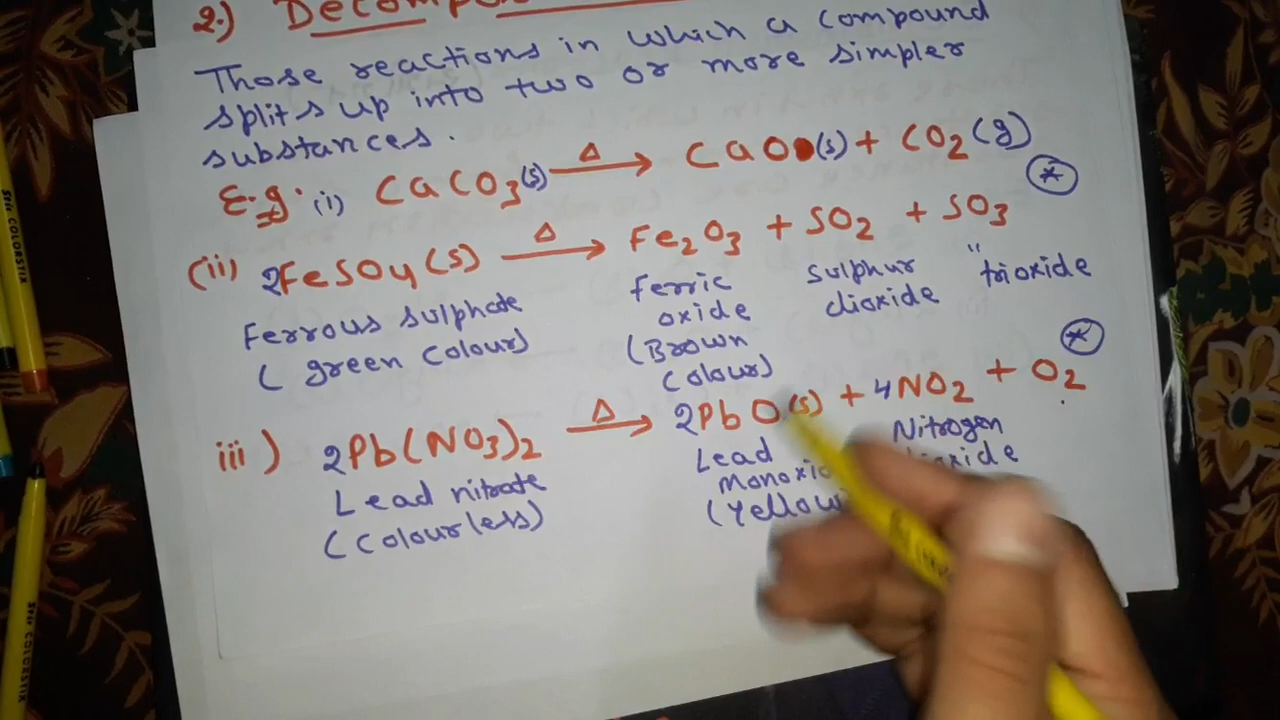 2.)
Those reactions in which a compound
splits up into two or more simpler
substances.
E.g. (i) CaCO3(s) Δ→ CaO(s) + CO2(g)
(ii) 2FeSO4(s) Δ→ Fe2O3 + SO2 + SO3
Ferrous sulphate Ferric oxide sulphur dioxide " trioxide
(green colour) (Brown colour)
iii) 2Pb(NO3)2 Δ→ 2PbO(s) + 4NO2 + O2
Lead nitrate Lead Nitrogen
(colourless)